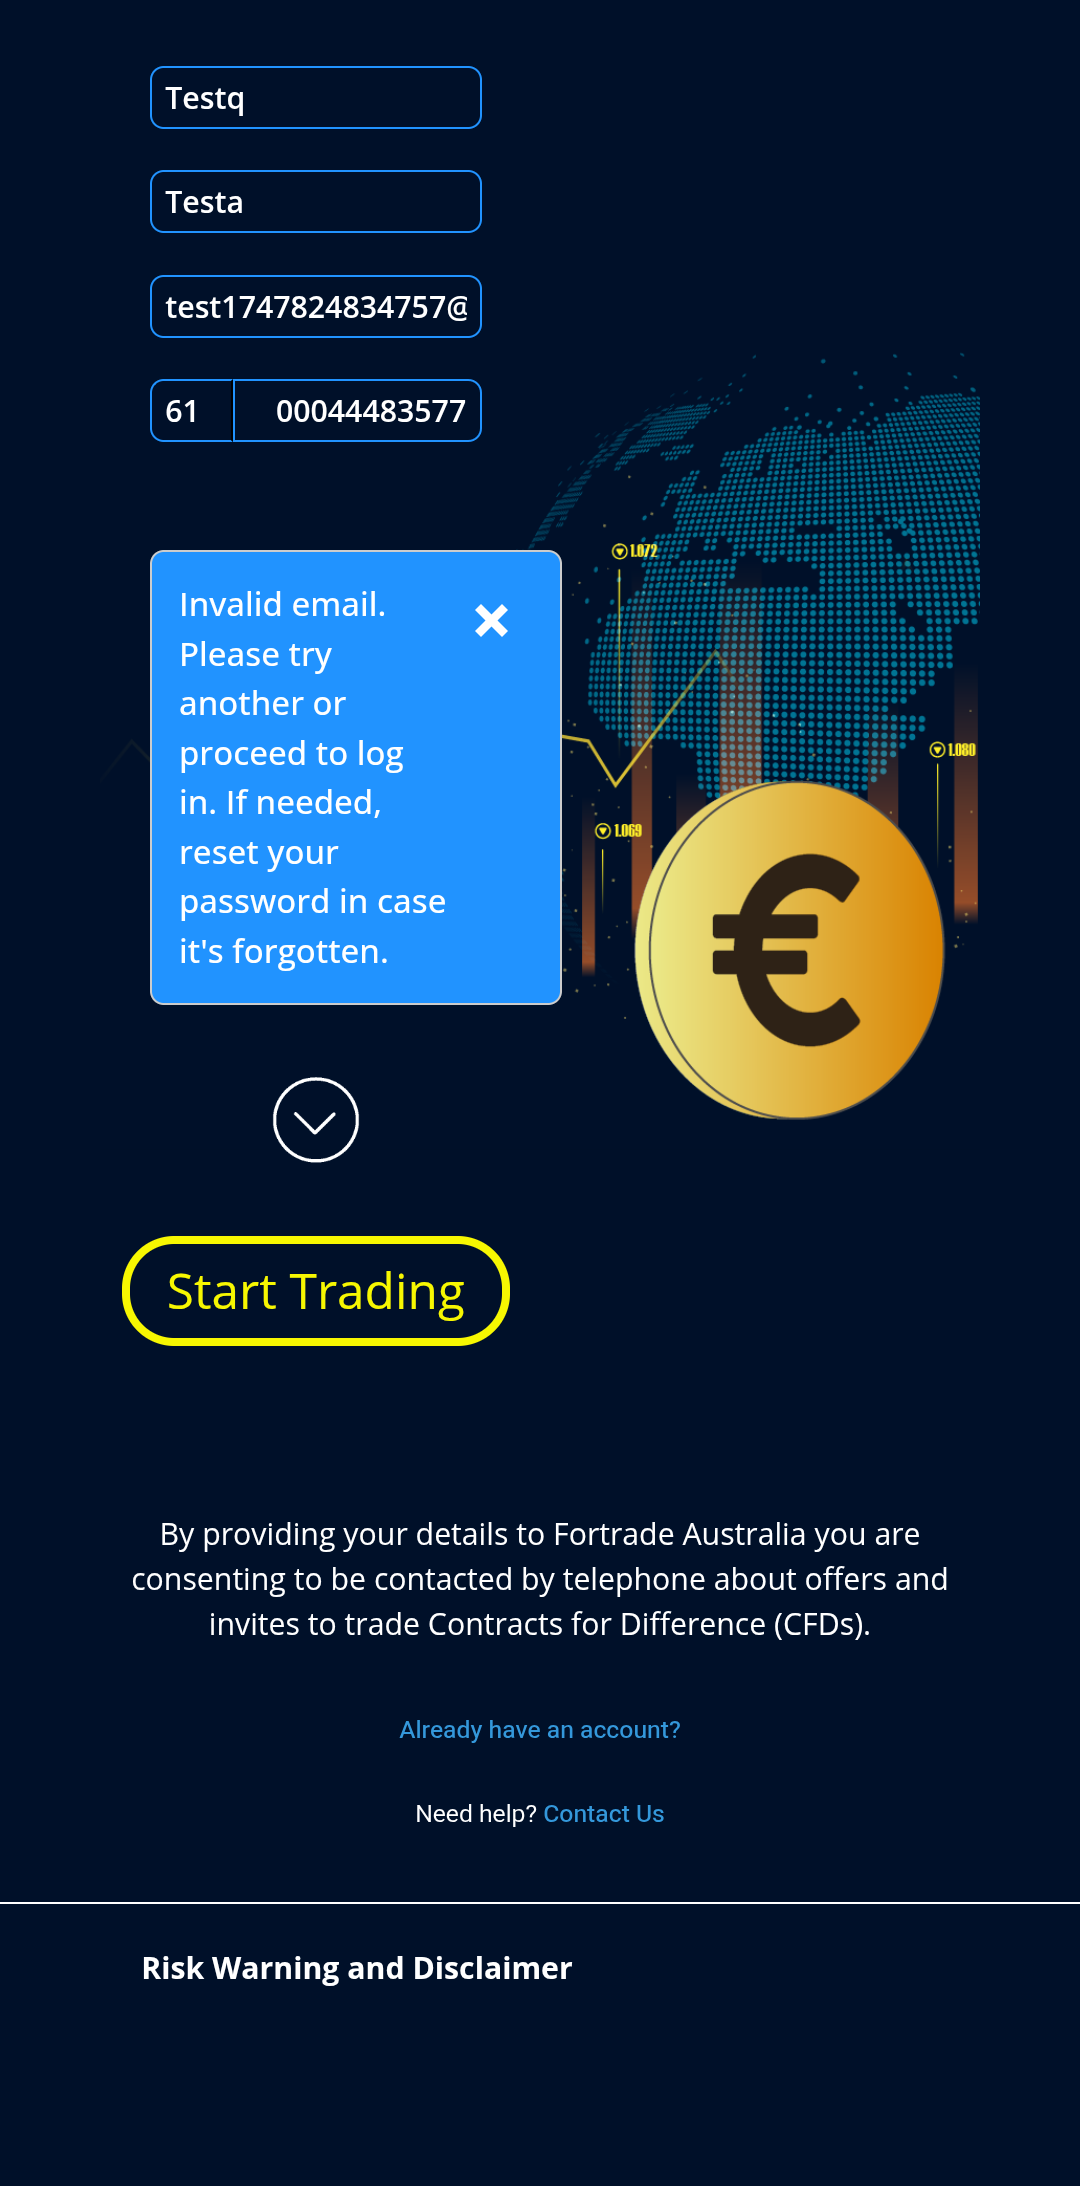 Testq
Testa
test1747824834757@
61 00044483577
1.072
Invalid email.
Please try
another or
proceed to log
in. If needed,
reset your
password in case
it's forgotten.
1.080
1.069
€
Start Trading
By providing your details to Fortrade Australia you are
consenting to be contacted by telephone about offers and
invites to trade Contracts for Difference (CFDs).
Already have an account?
Need help? Contact Us
Risk Warning and Disclaimer